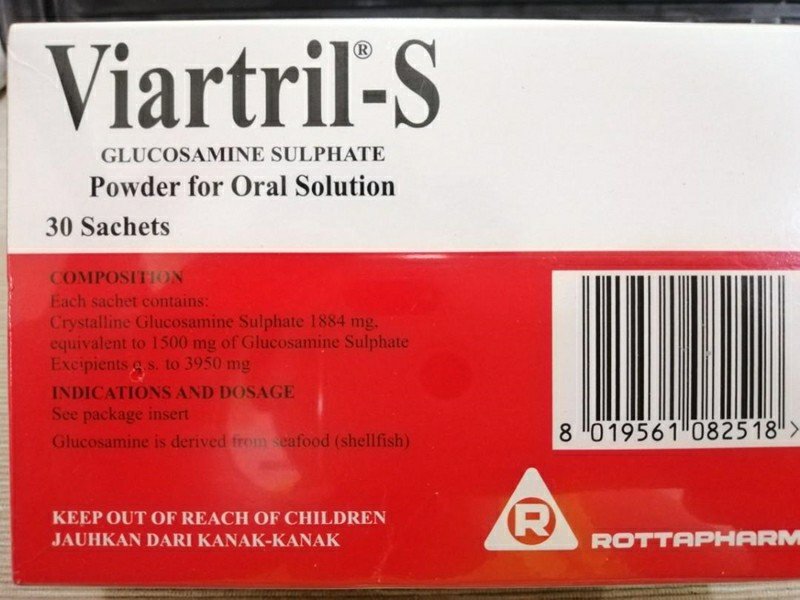 Viartril®-S
GLUCOSAMINE SULPHATE
Powder for Oral Solution
30 Sachets
COMPOSITION
Each sachet contains:
Crystalline Glucosamine Sulphate 1884 mg,
equivalent to 1500 mg of Glucosamine Sulphate
Excipients q.s. to 3950 mg
INDICATIONS AND DOSAGE
See package insert
Glucosamine is derived from seafood (shellfish)
8 019561 082518 >
KEEP OUT OF REACH OF CHILDREN
JAUHKAN DARI KANAK-KANAK
R
ROTTAPHARM